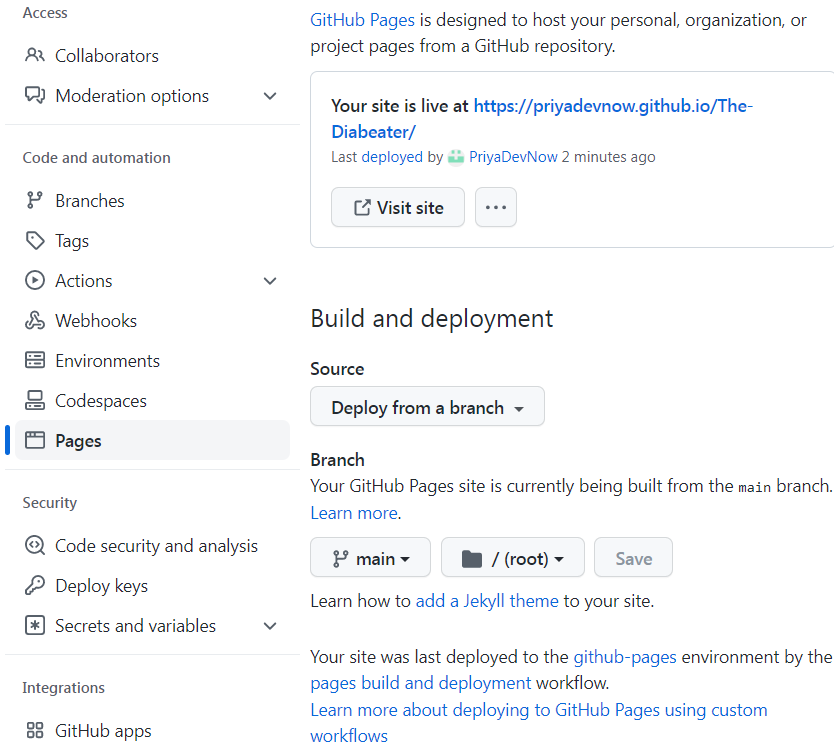 Access
Collaborators
Moderation options
Code and automation
Branches
Tags
Actions
Webhooks
Environments
Codespaces
Pages
Security
Code security and analysis
Deploy keys
Secrets and variables
Integrations
GitHub apps
GitHub Pages is designed to host your personal, organization, or
project pages from a GitHub repository.
Your site is live at https://priyadevnow.github.io/The-
Diabeater/
Last deployed by PriyaDevNow 2 minutes ago
Visit site
Build and deployment
Source
Deploy from a branch
Branch
Your GitHub Pages site is currently being built from the main branch.
Learn more.
main / (root) Save
Learn how to add a Jekyll theme to your site.
Your site was last deployed to the github-pages environment by the
pages build and deployment workflow.
Learn more about deploying to GitHub Pages using custom
workflows